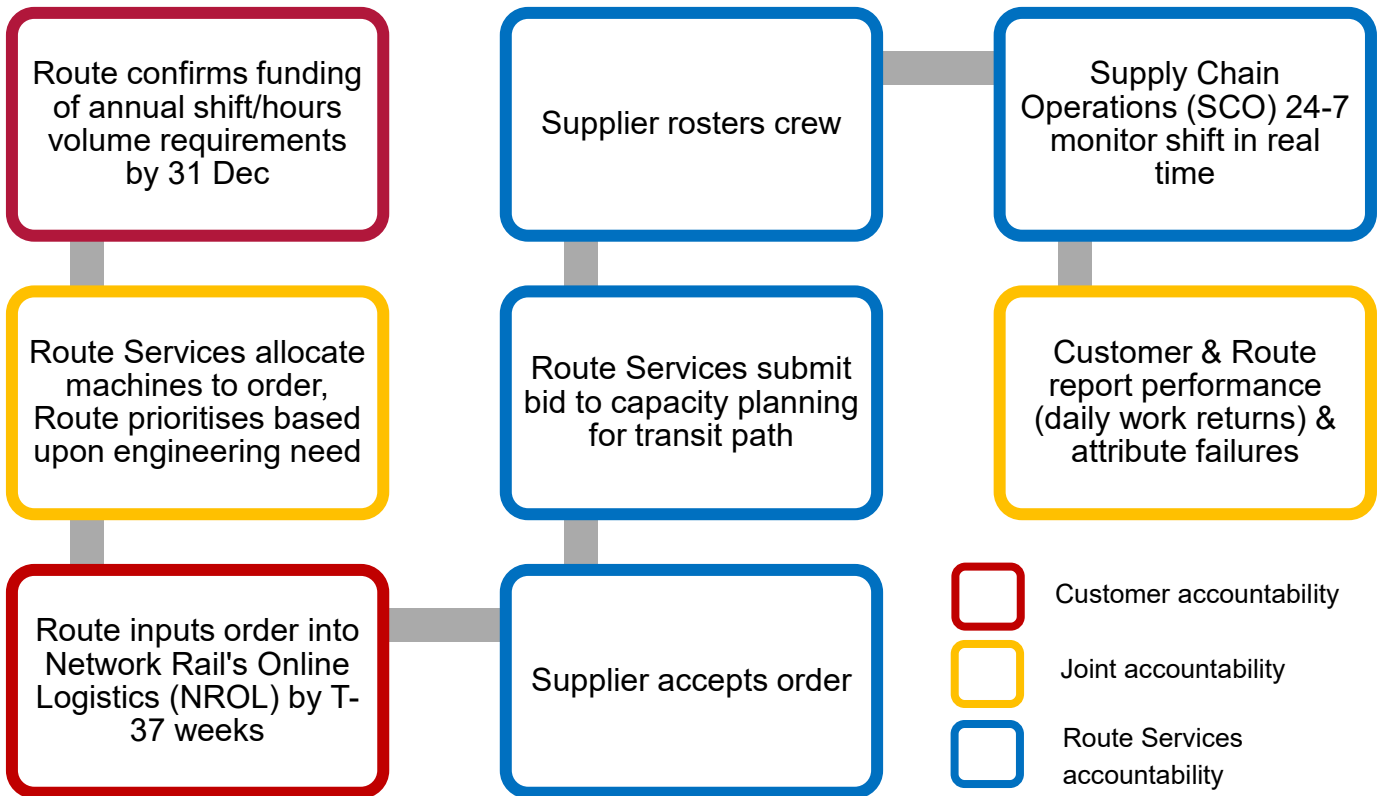 Route confirms funding
of annual shift/hours
volume requirements
by 31 Dec
Route Services allocate
machines to order,
Route prioritises based
upon engineering need
Route inputs order into
Network Rail's Online
Logistics (NROL) by T-
37 weeks
Supplier accepts order
Route Services submit
bid to capacity planning
for transit path
Supplier rosters crew
Supply Chain
Operations (SCO) 24-7
monitor shift in real
time
Customer & Route
report performance
(daily work returns) &
attribute failures
Customer accountability
Joint accountability
Route Services
accountability